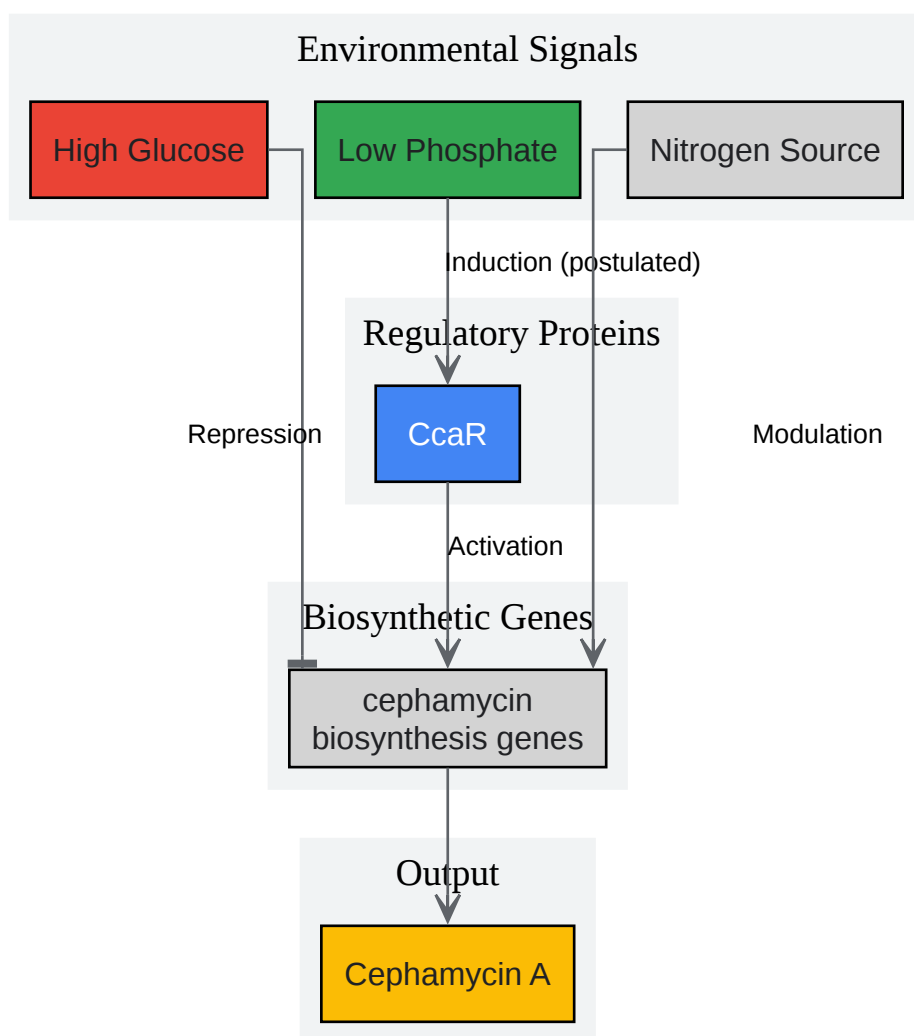 Environmental Signals
High Glucose
Low Phosphate
Nitrogen Source
Induction (postulated)
Regulatory Proteins
Repression
CcaR
Modulation
Activation
Biosynthetic Genes
cephamycin
biosynthesis genes
Output
Cephamycin A